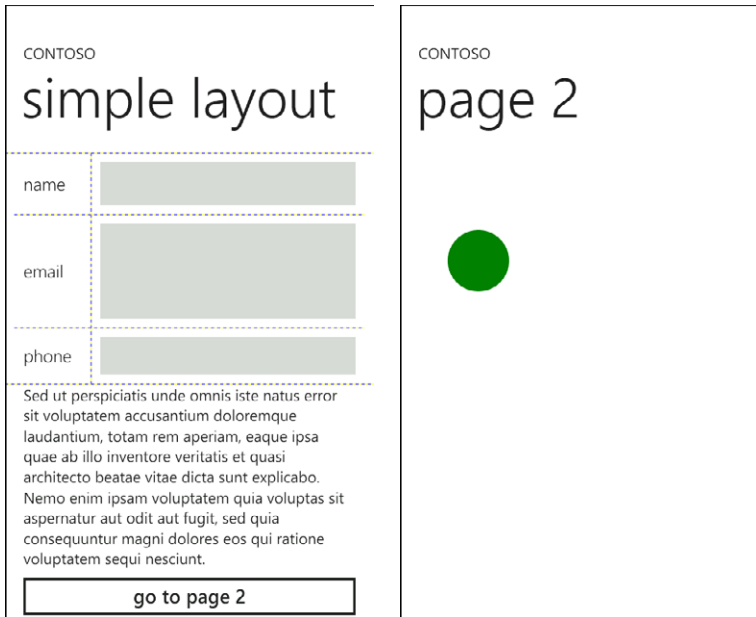 CONTOSO
simple layout
name
email
phone
Sed ut perspiciatis unde omnis iste natus error
sit voluptatem accusantium doloremque
laudantium, totam rem aperiam, eaque ipsa
quae ab illo inventore veritatis et quasi
architecto beatae vitae dicta sunt explicabo.
Nemo enim ipsam voluptatem quia voluptas sit
aspernatur aut odit aut fugit, sed quia
consequuntur magni dolores eos qui ratione
voluptatem sequi nesciunt.
go to page 2
CONTOSO
page 2